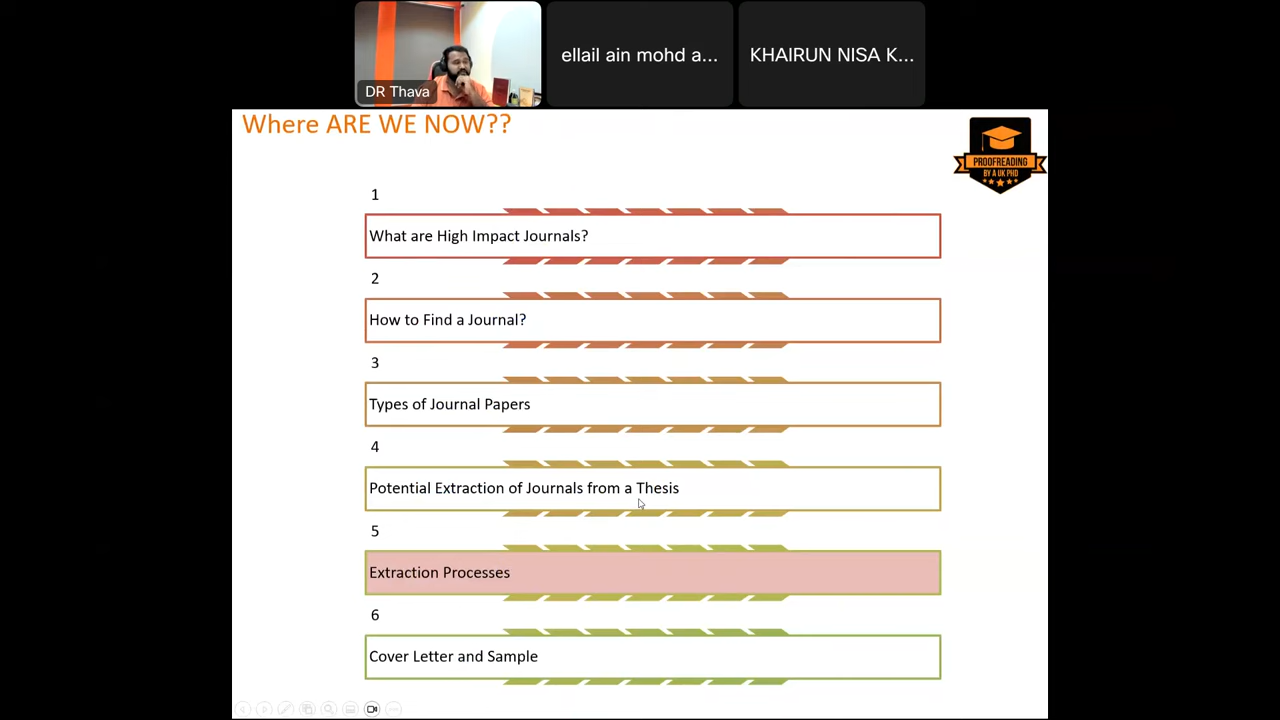 DR Thava
ellail ain mohd a...
KHAIRUN NISA K...
Where ARE WE NOW??
PROOFREADING
BY A UK PHD
1
What are High Impact Journals?
2
How to Find a Journal?
3
Types of Journal Papers
4
Potential Extraction of Journals from a Thesis
5
Extraction Processes
6
Cover Letter and Sample